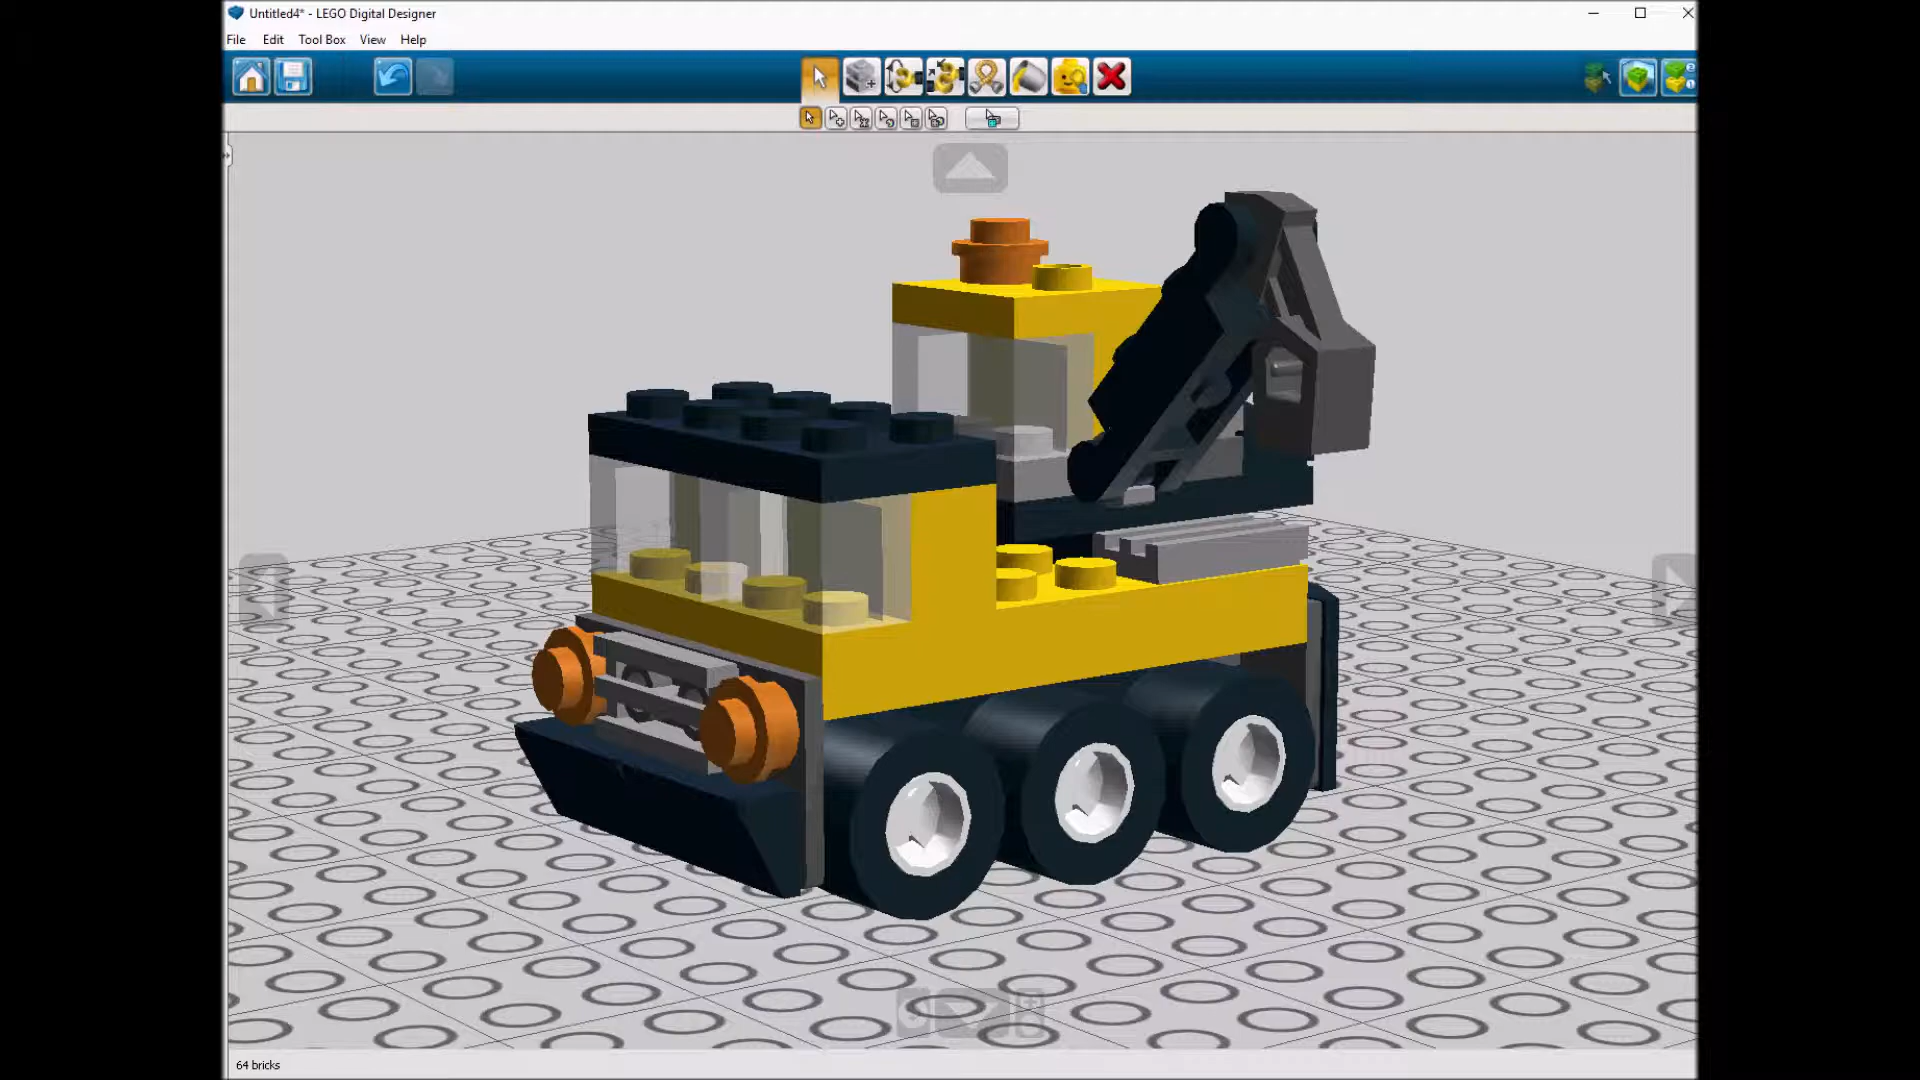 Untitled4* - LEGO Digital Designer
File Edit Tool Box View Help
64 bricks